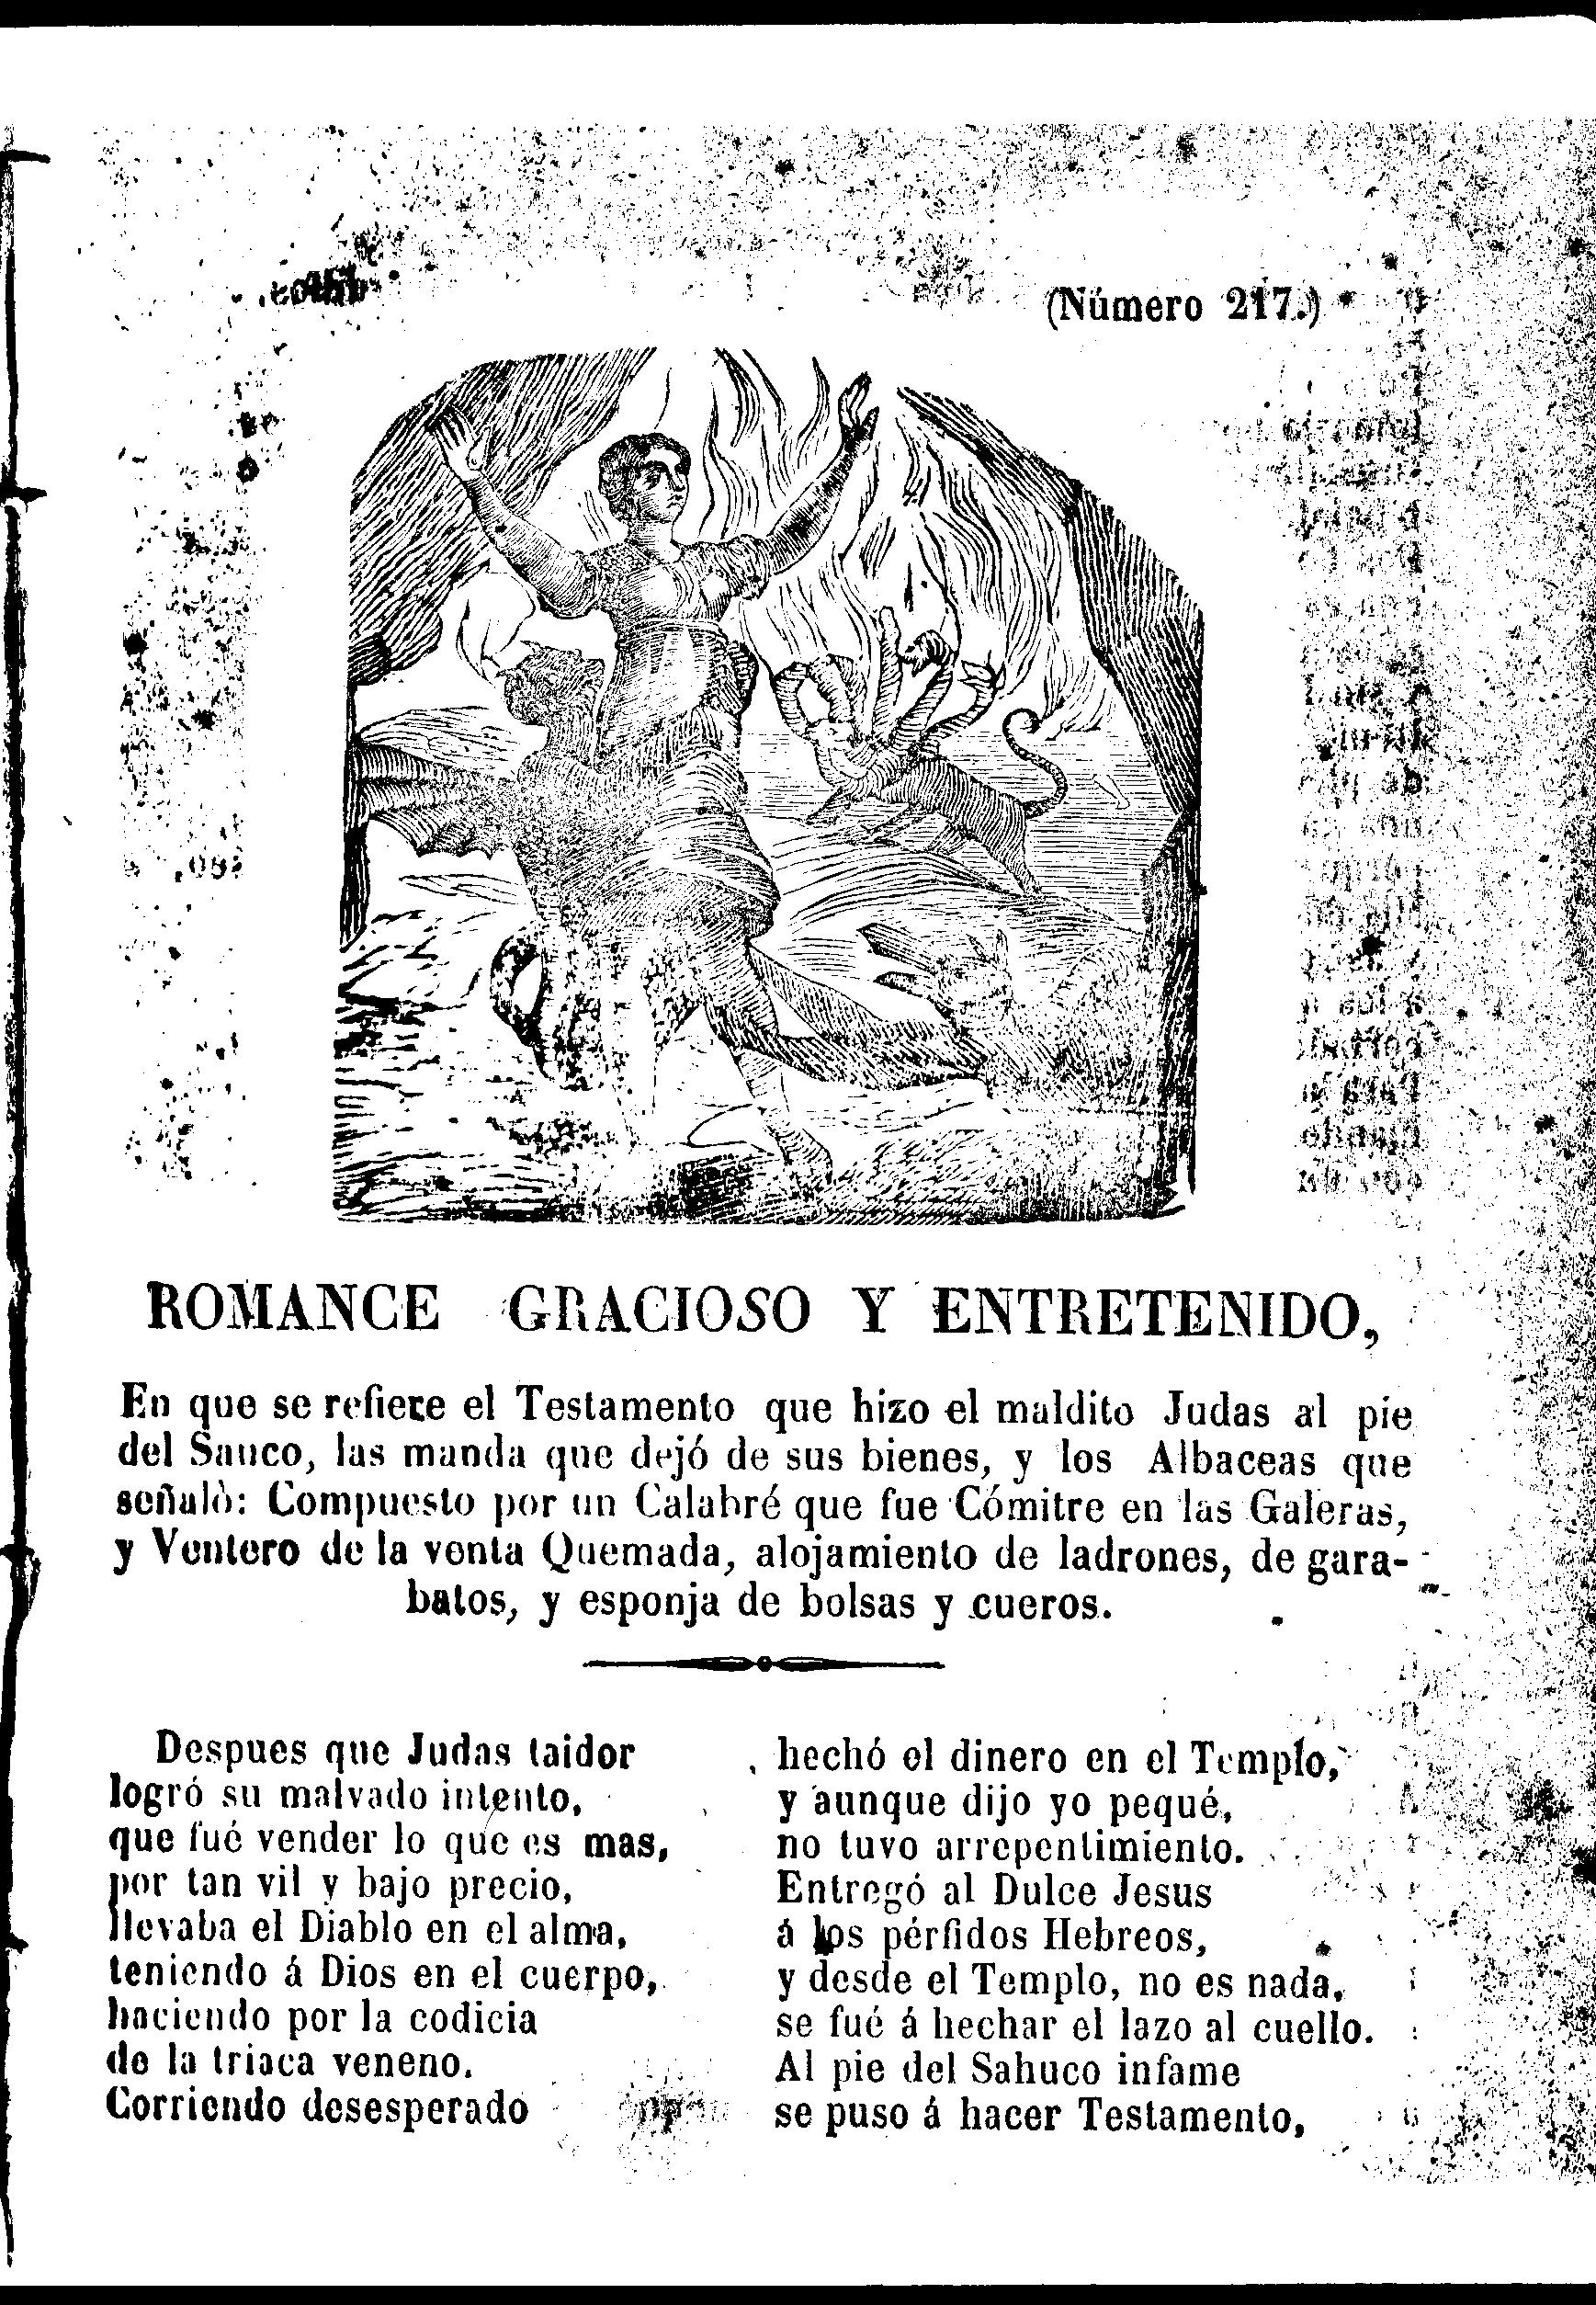 (Número 217.)
ROMANCE GRACIOSO Y ENTRETENIDO,
En que se refiere el Testamento que hizo el maldito Judas al pie
del Sauco, las manda que dejó de sus bienes, y los Albaceas que
señalò: Compuesto por un Calabré que fue Cómitre en las Galeras,
y Ventero de la venta Quemada, alojamiento de ladrones, de gara-
batos, y esponja de bolsas y cueros.
Despues que Judas taidor
logró su malvado intento,
que fué vender lo que es mas,
por tan vil y bajo precio,
llevaba el Diablo en el alma,
teniendo á Dios en el cuerpo,
haciendo por la codicia
de la triaca veneno.
Corriendo desesperado
hechó el dinero en el Templo,
y aunque dijo yo pequé,
no tuvo arrepentimiento.
Entregó al Dulce Jesus
á los pérfidos Hebreos,
y desde el Templo, no es nada,
se fué á hechar el lazo al cuello.
Al pie del Sahuco infame
se puso á hacer Testamento,